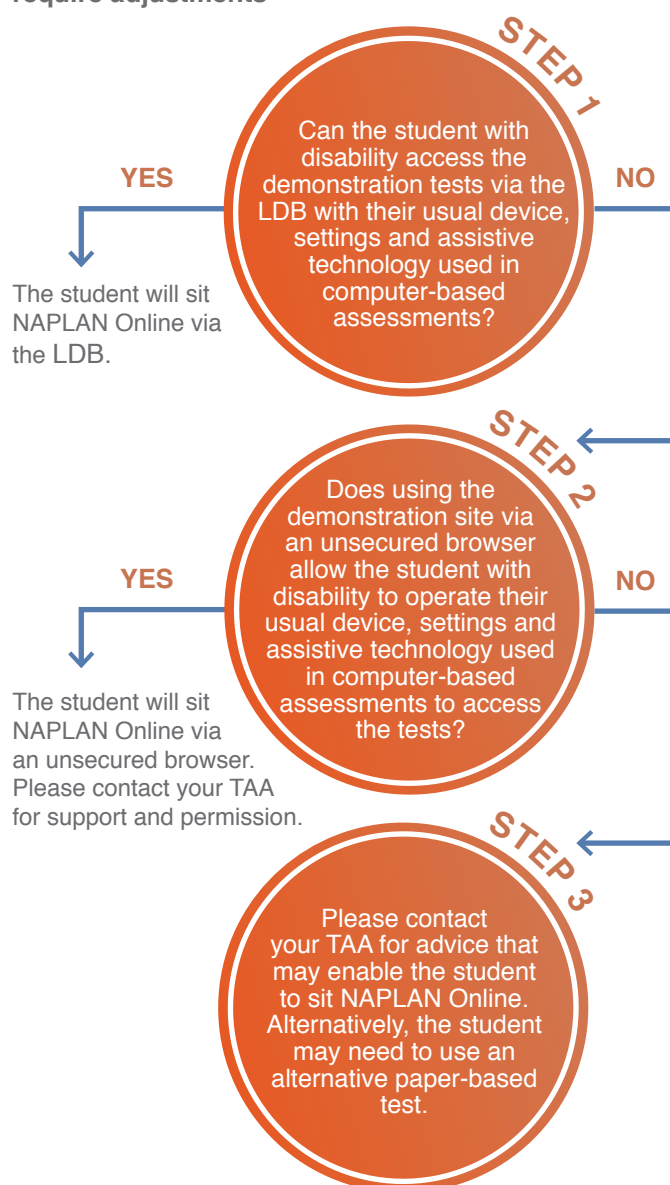 require adjustments
STEP 1
Can the student with
disability access the
demonstration tests via the
LDB with their usual device,
settings and assistive
technology used in
computer-based
assessments?
YES
NO
The student will sit
NAPLAN Online via
the LDB.
STEP 2
Does using the
demonstration site via
an unsecured browser
allow the student with
disability to operate their
usual device, settings and
assistive technology used
in computer-based
assessments to access
the tests?
YES
NO
The student will sit
NAPLAN Online via
an unsecured browser.
Please contact your TAA
for support and permission.
STEP 3
Please contact
your TAA for advice that
may enable the student
to sit NAPLAN Online.
Alternatively, the student
may need to use an
alternative paper-based
test.